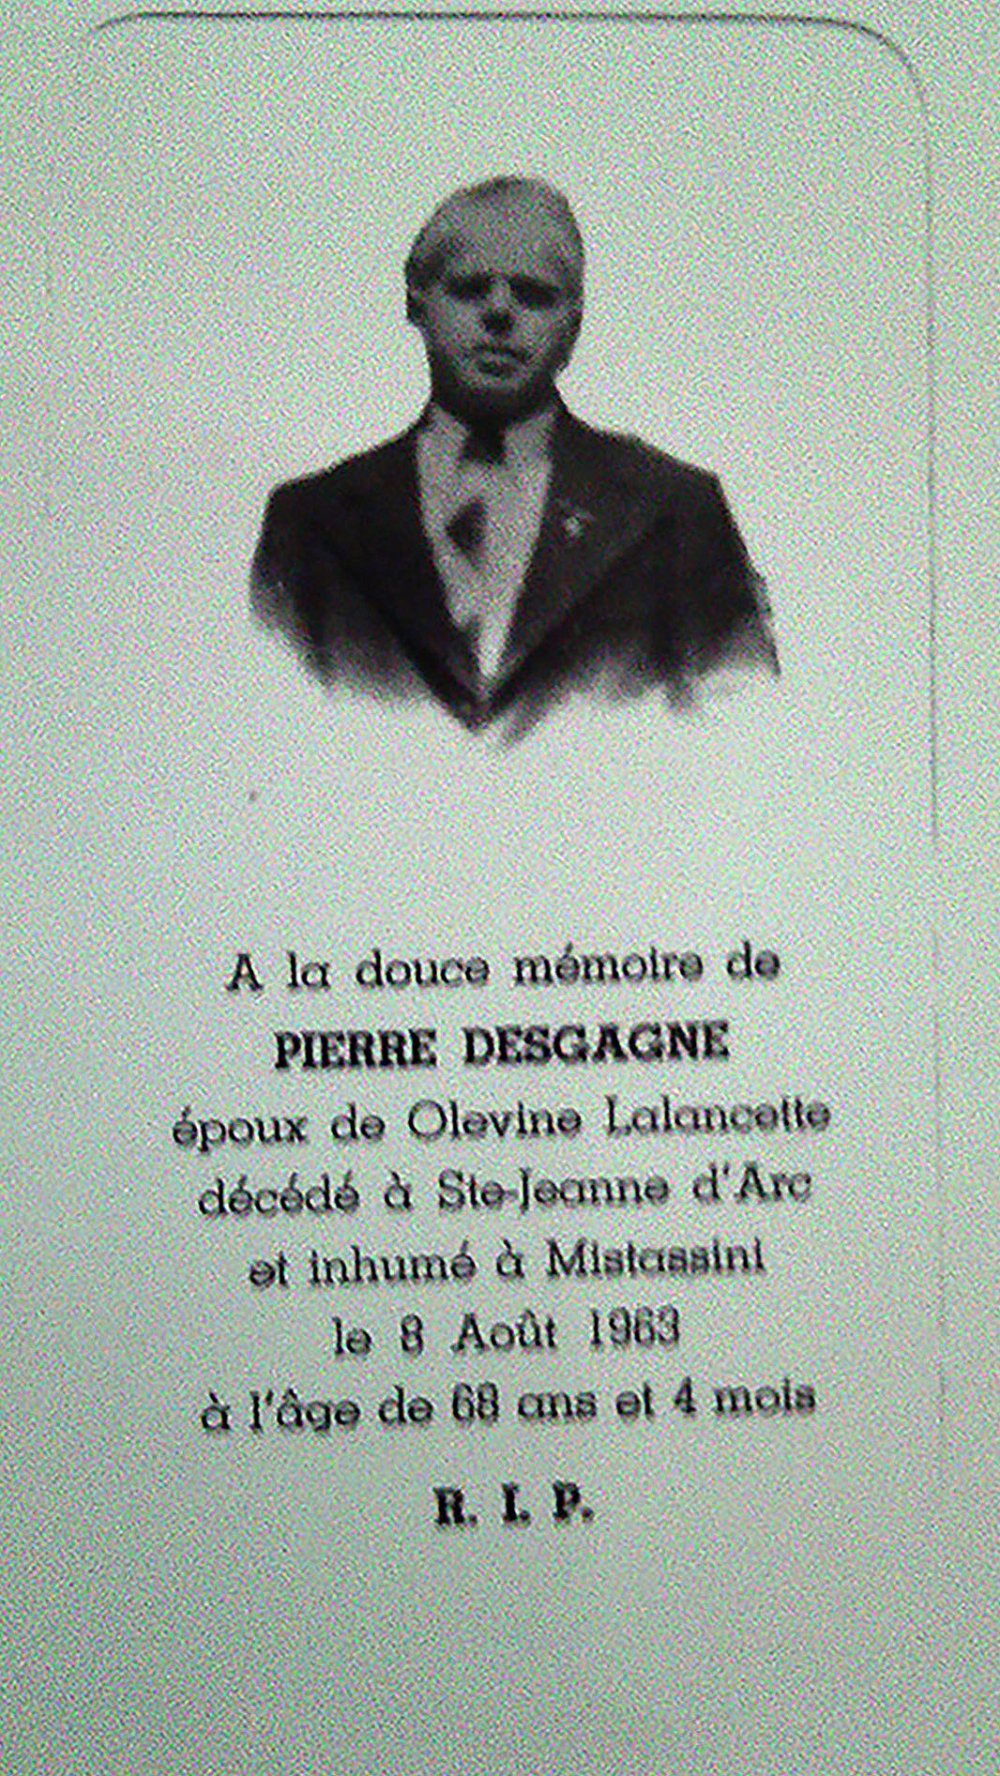 A la douce mémoire de
PIERRE DESGAGNE
époux de Olevine Lalancette
décédé à Ste-Jeanne d'Arc
et inhumé à Mistassini
le 8 Août 1963
à l'âge de 68 ans et 4 mois
R. I. P.